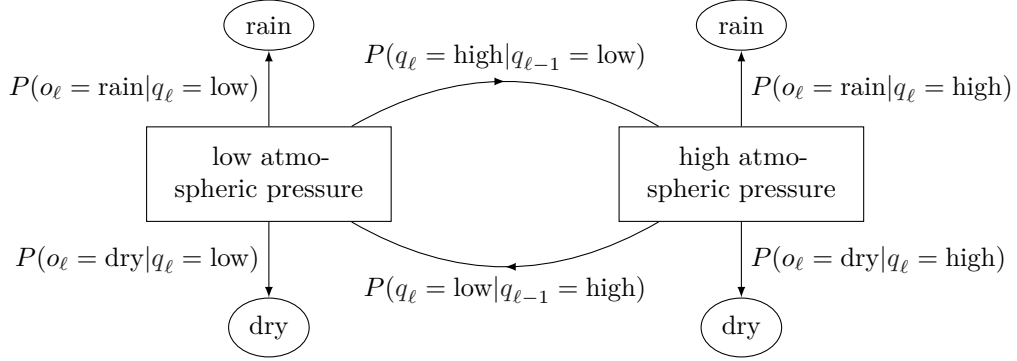 rain
rain
P(o_ℓ = rain|q_ℓ = low)
P(q_ℓ = high|q_{ℓ−1} = low)
P(o_ℓ = rain|q_ℓ = high)
low atmo-
spheric pressure
high atmo-
spheric pressure
P(o_ℓ = dry|q_ℓ = low)
P(q_ℓ = low|q_{ℓ−1} = high)
P(o_ℓ = dry|q_ℓ = high)
dry
dry